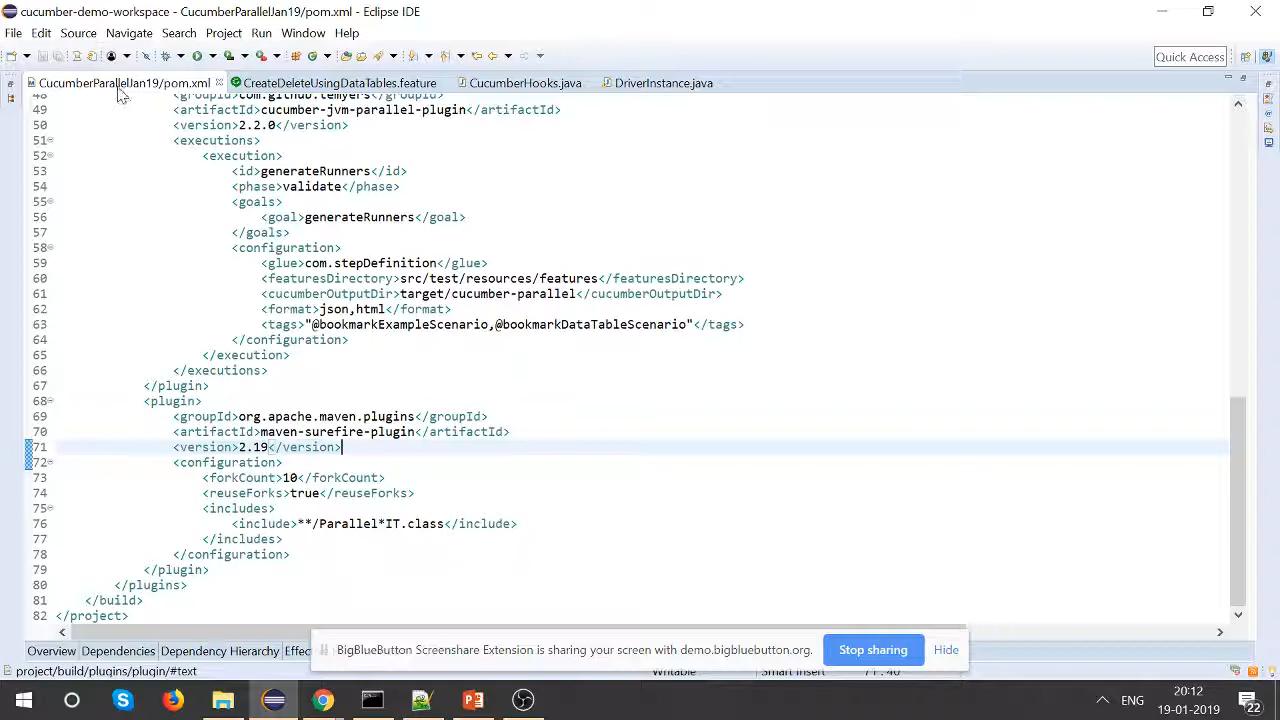 cucumber-demo-workspace - CucumberParallelJan19/pom.xml - Eclipse IDE
File Edit Source Navigate Search Project Run Window Help
Quick Access
CucumberParallelJan19/pom.xml CreateDeleteUsingDataTables.feature CucumberHooks.java DriverInstance.java
48 <groupId>com.github.temyers</groupId>
49 <artifactId>cucumber-jvm-parallel-plugin</artifactId>
50 <version>2.2.0</version>
51 <executions>
52 <execution>
53 <id>generateRunners</id>
54 <phase>validate</phase>
55 <goals>
56 <goal>generateRunners</goal>
57 </goals>
58 <configuration>
59 <glue>com.stepDefinition</glue>
60 <featuresDirectory>src/test/resources/features</featuresDirectory>
61 <cucumberOutputDir>target/cucumber-parallel</cucumberOutputDir>
62 <format>json,html</format>
63 <tags>"@bookmarkExampleScenario,@bookmarkDataTableScenario"</tags>
64 </configuration>
65 </execution>
66 </executions>
67 </plugin>
68 <plugin>
69 <groupId>org.apache.maven.plugins</groupId>
70 <artifactId>maven-surefire-plugin</artifactId>
71 <version>2.19</version>
72 <configuration>
73 <forkCount>10</forkCount>
74 <reuseForks>true</reuseForks>
75 <includes>
76 <include>**/Parallel*IT.class</include>
77 </includes>
78 </configuration>
79 </plugin>
80 </plugins>
81 </build>
82 </project>
Overview Dependencies Dependency Hierarchy Effec
BigBlueButton Screenshare Extension is sharing your screen with demo.bigbluebutton.org. Stop sharing Hide
project/build/plugins/plugin/#text Writable Smart Insert 71 : 40
ENG 20:12
19-01-2019 22